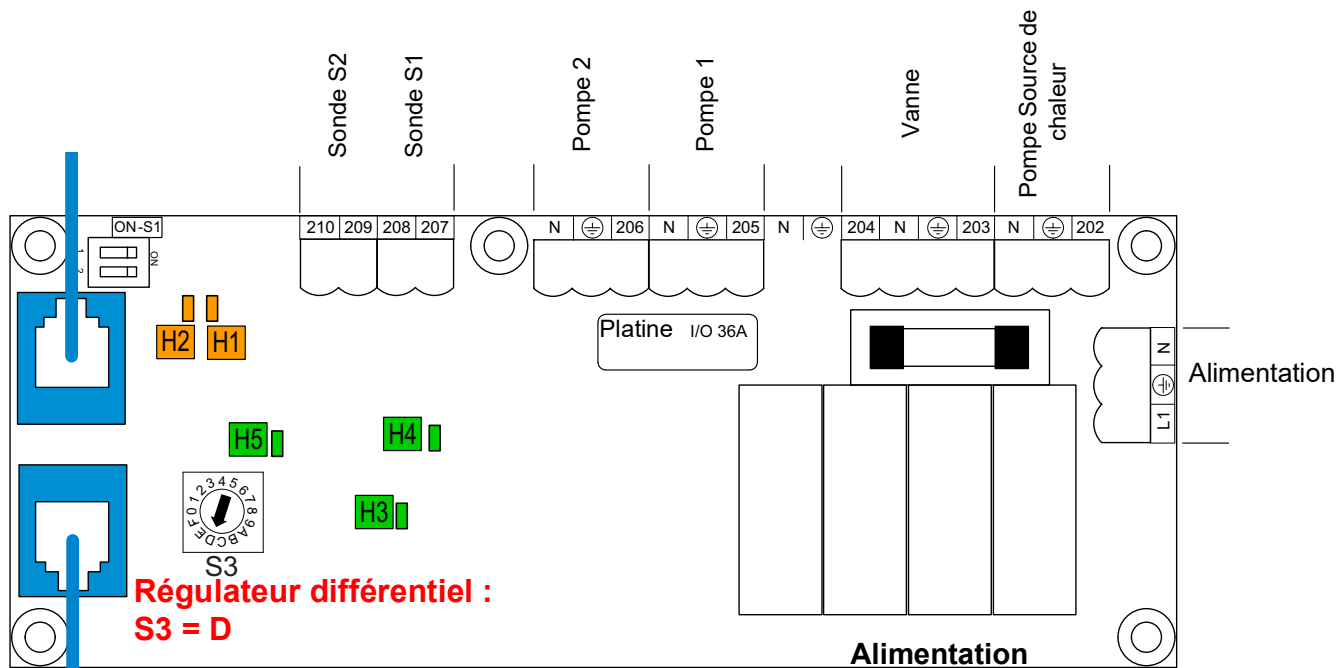 Sonde S2
Sonde S1
Pompe 2
Pompe 1
Vanne
Pompe Source de
chaleur
ON-S1
210 209 208 207
N 206 N 205 N 204 N 203 N 202
1
2
ON
H2 H1
Platine I/O 36A
N
L1
Alimentation
H5
H4
H3
0123456789ABCDEF
S3
Régulateur différentiel :
S3 = D
Alimentation